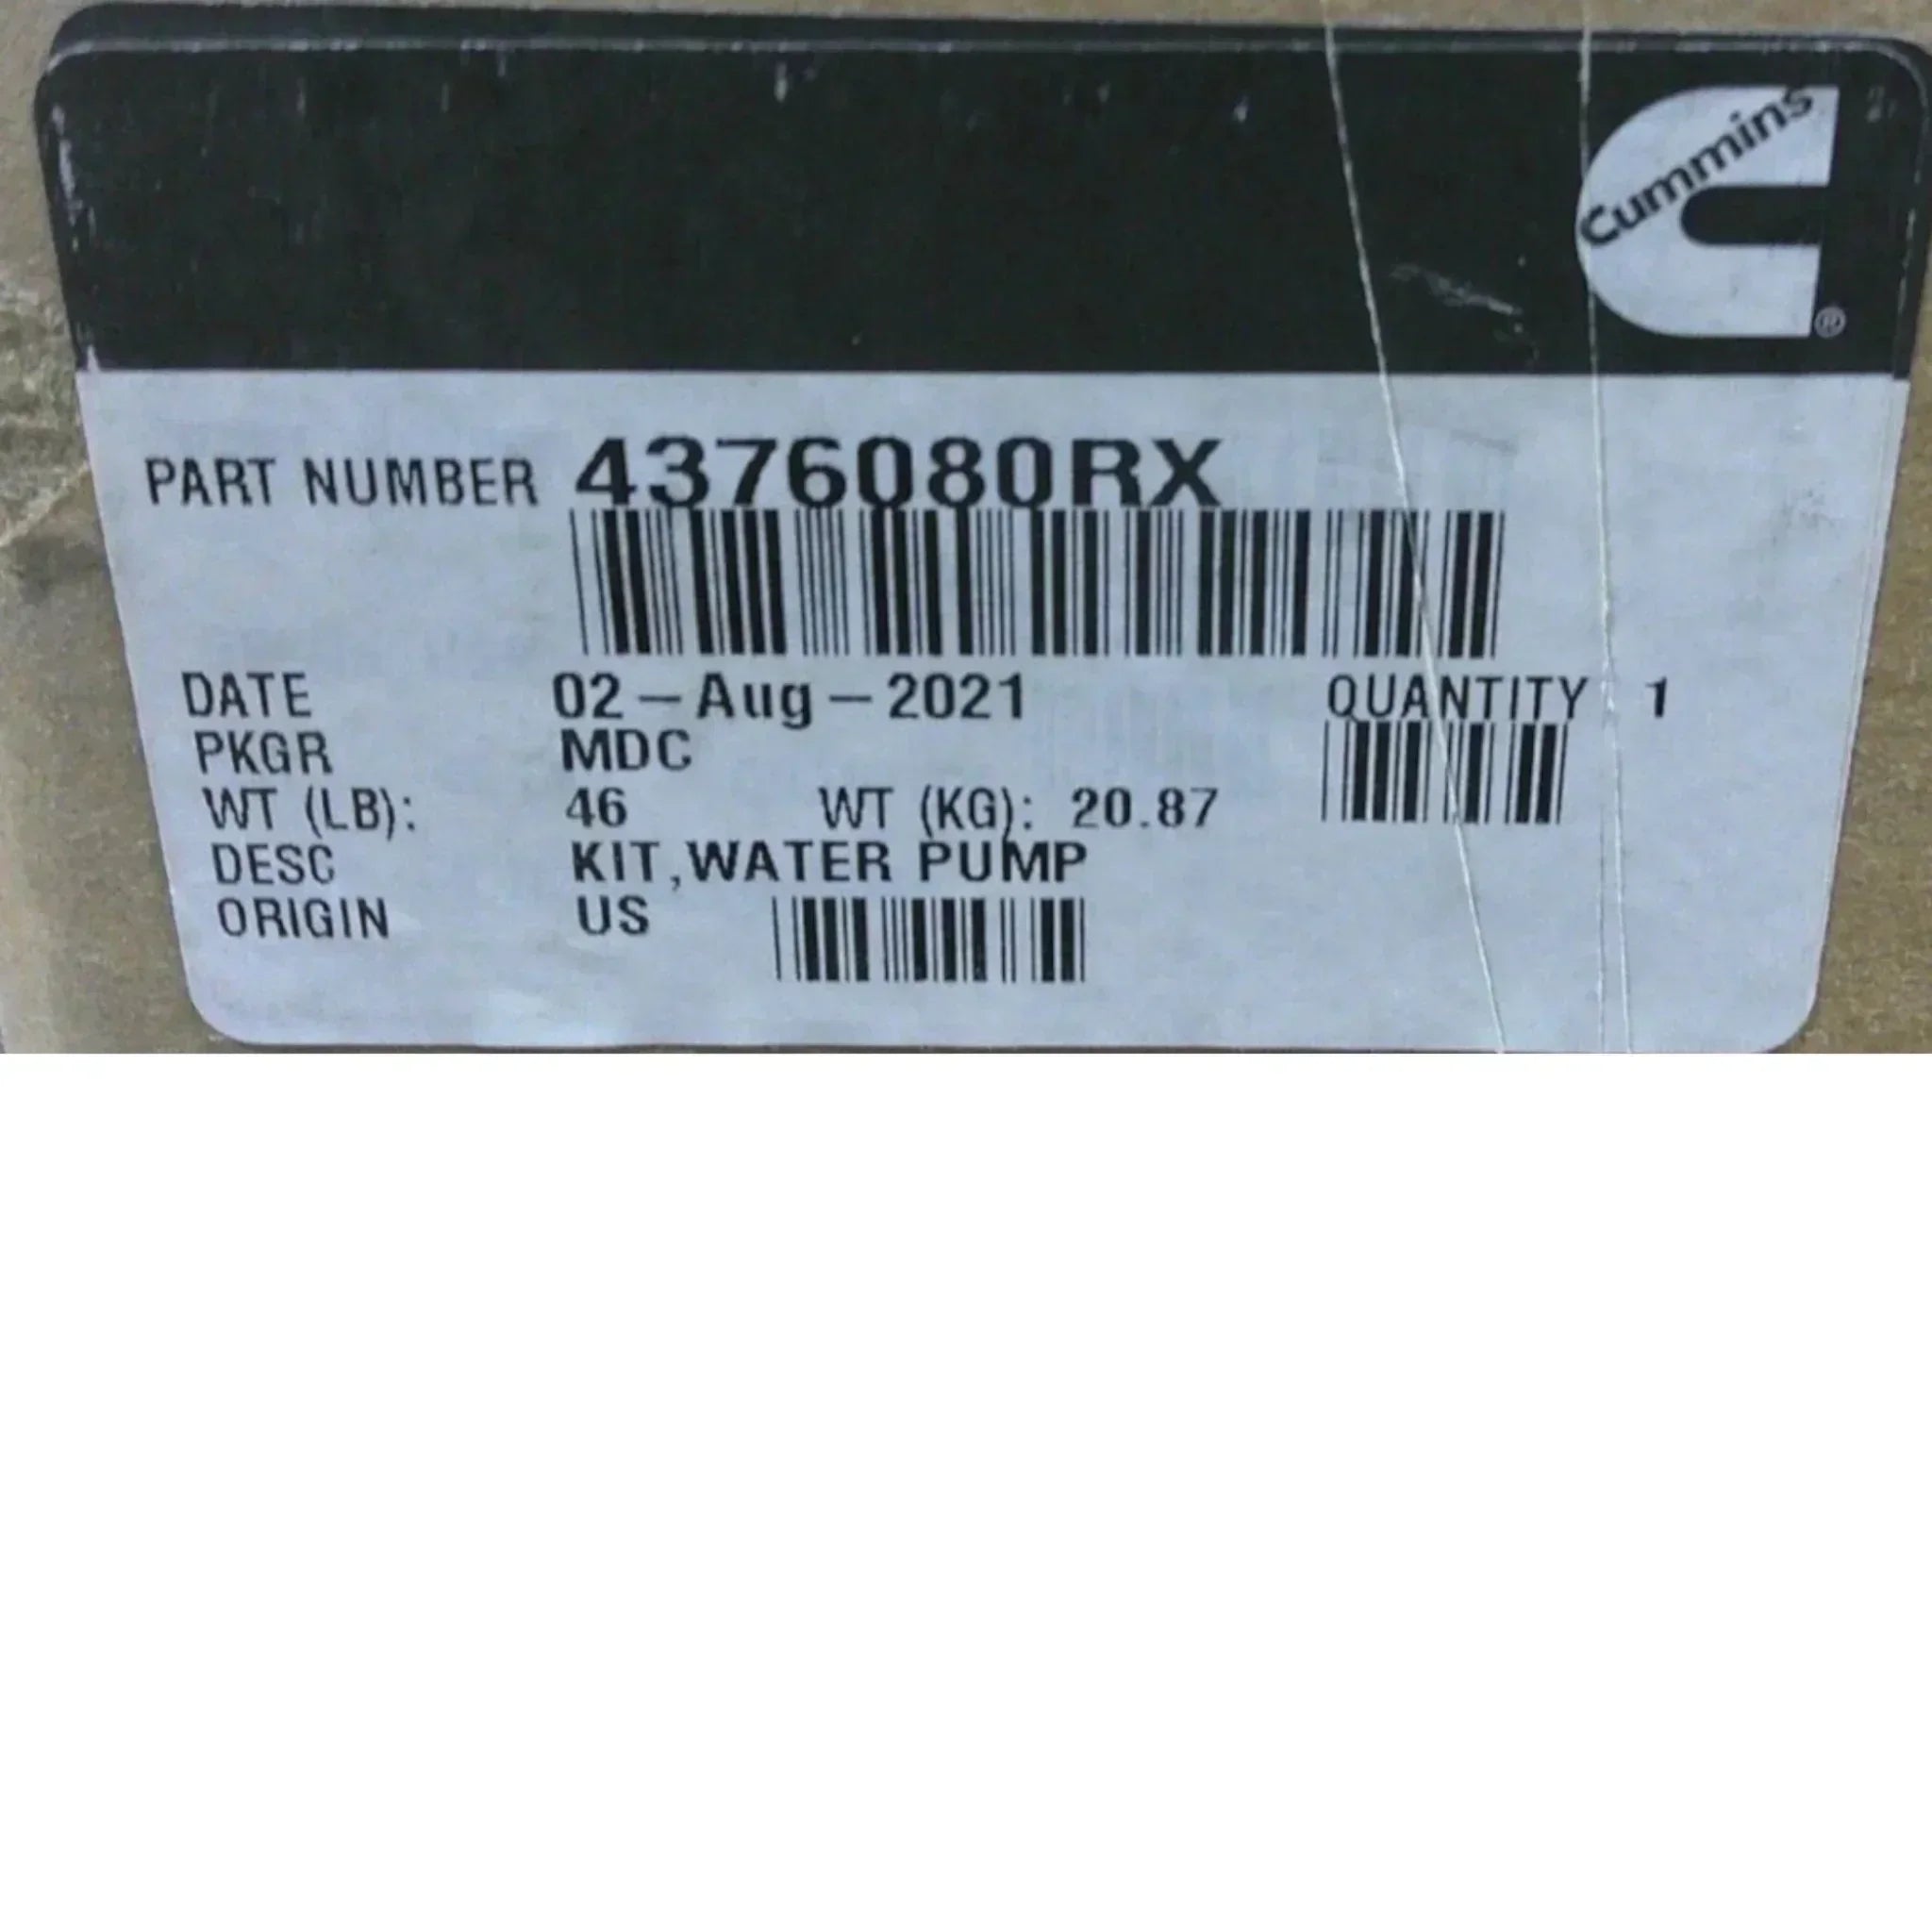 Cummins
®
PART NUMBER 4376080RX
DATE 02-Aug-2021 QUANTITY 1
PKGR MDC
WT (LB): 46 WT (KG): 20.87
DESC KIT,WATER PUMP
ORIGIN US